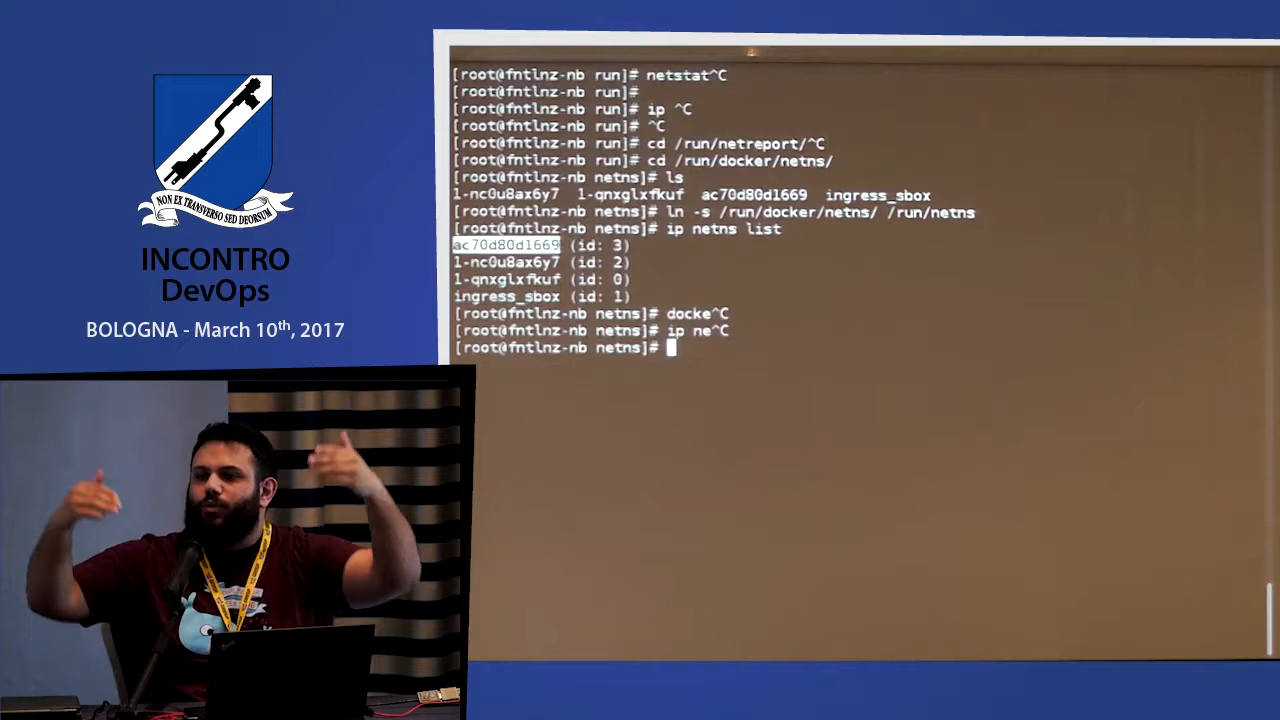 NON EX TRANSVERSO SED DEORSUM
INCONTRO
DevOps
BOLOGNA - March 10th, 2017
[root@fntlnz-nb run]# netstat^C
[root@fntlnz-nb run]#
[root@fntlnz-nb run]# ip ^C
[root@fntlnz-nb run]# ^C
[root@fntlnz-nb run]# cd /run/netreport/^C
[root@fntlnz-nb run]# cd /run/docker/netns/
[root@fntlnz-nb netns]# ls
1-nc0u8ax6y7 1-qnxglxfkuf ac70d80d1669 ingress_sbox
[root@fntlnz-nb netns]# ln -s /run/docker/netns/ /run/netns
[root@fntlnz-nb netns]# ip netns list
ac70d80d1669 (id: 3)
1-nc0u8ax6y7 (id: 2)
1-qnxglxfkuf (id: 0)
ingress_sbox (id: 1)
[root@fntlnz-nb netns]# docke^C
[root@fntlnz-nb netns]# ip ne^C
[root@fntlnz-nb netns]#